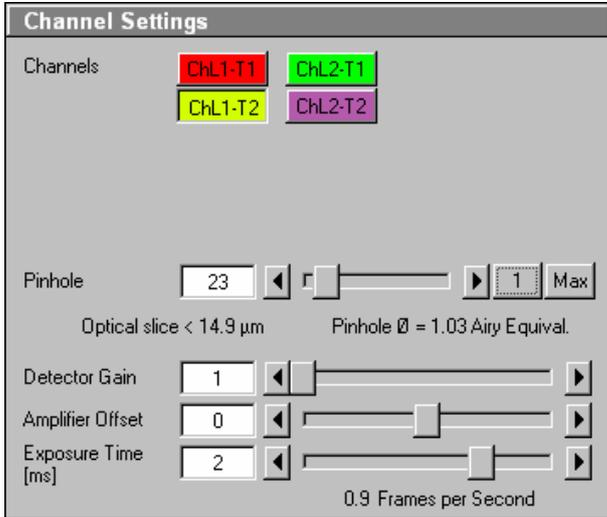 Channel Settings
Channels
ChL1-T1
ChL2-T1
ChL1-T2
ChL2-T2
Pinhole
23
1
Max
Optical slice < 14.9 µm
Pinhole Ø = 1.03 Airy Equival.
Detector Gain
1
Amplifier Offset
0
Exposure Time
[ms]
2
0.9 Frames per Second